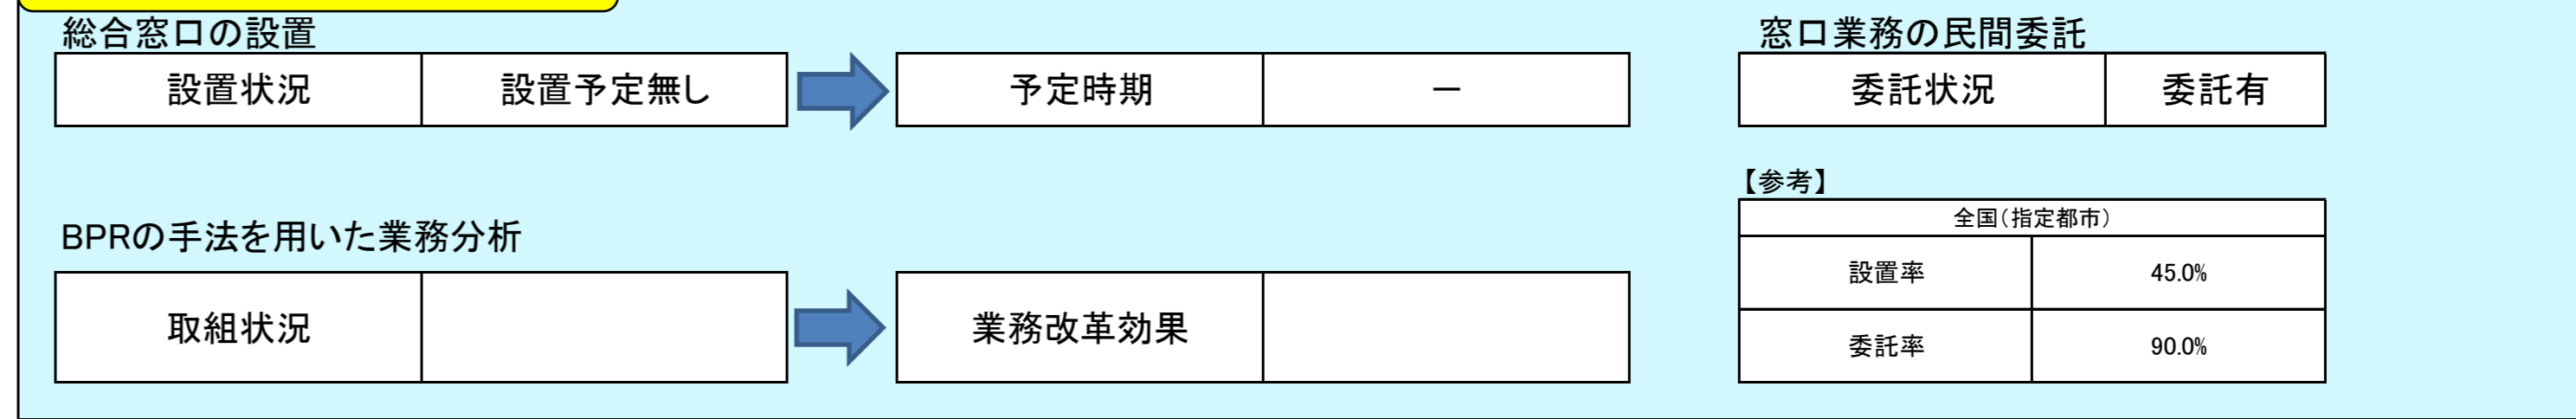 総合窓口の設置
設置状況 設置予定無し 予定時期 ー
窓口業務の民間委託
委託状況 委託有
BPRの手法を用いた業務分析
取組状況 業務改革効果
【参考】
全国(指定都市)
設置率 45.0%
委託率 90.0%